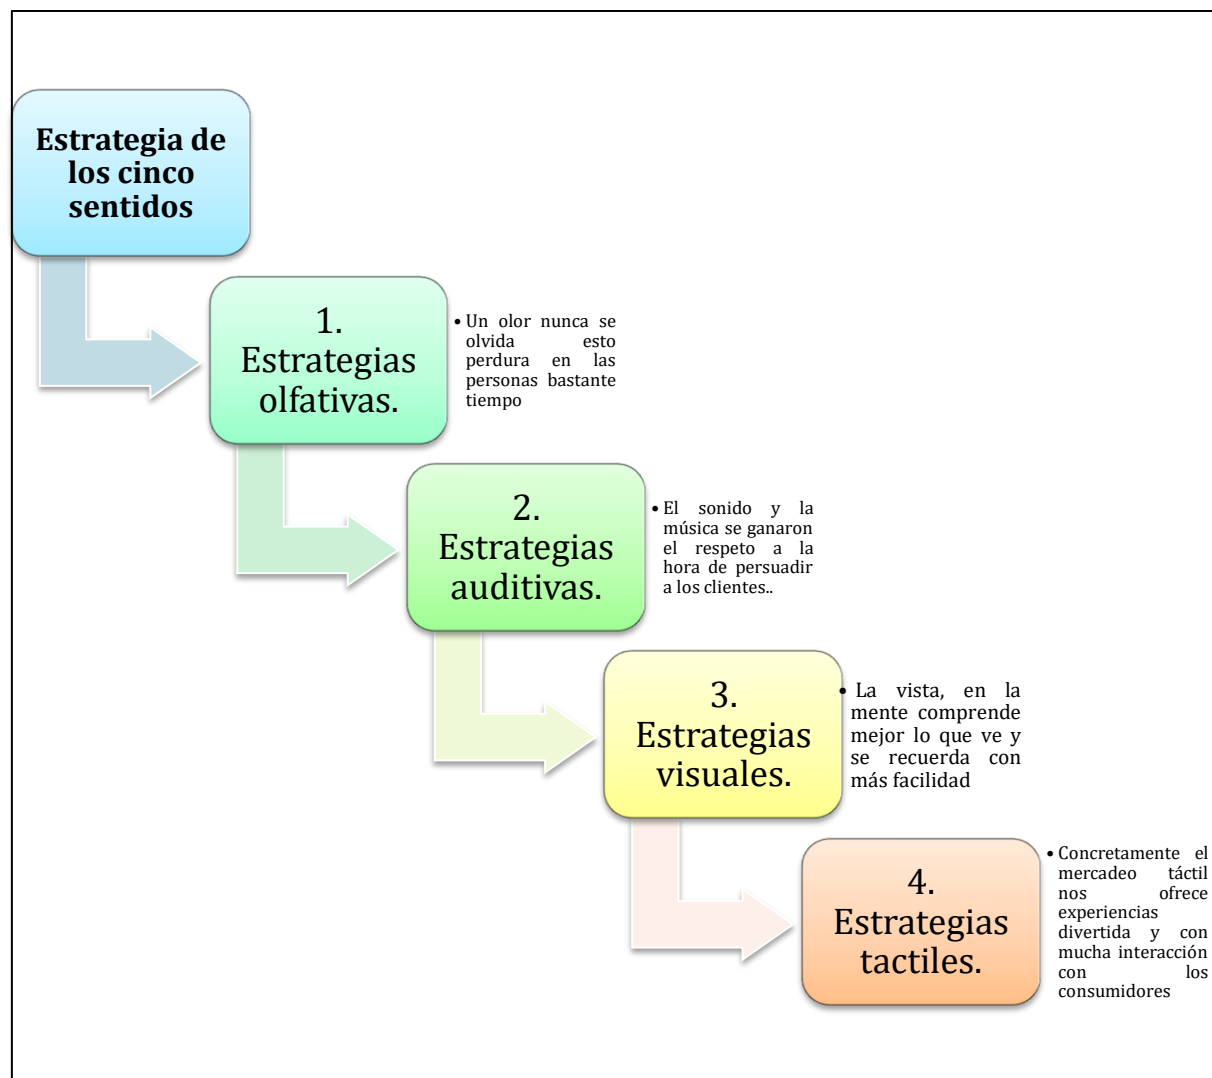 Estrategia de
los cinco
sentidos
1.
Estrategias
olfativas.
• Un olor nunca se
olvida esto
perdura en las
personas bastante
tiempo
2.
Estrategias
auditivas.
• El sonido y la
música se ganaron
el respeto a la
hora de persuadir
a los clientes..
3.
Estrategias
visuales.
• La vista, en la
mente comprende
mejor lo que ve y
se recuerda con
más facilidad
4.
Estrategias
tactiles.
• Concretamente el
mercadeo táctil
nos ofrece
experiencias
divertida y con
mucha interacción
con los
consumidores